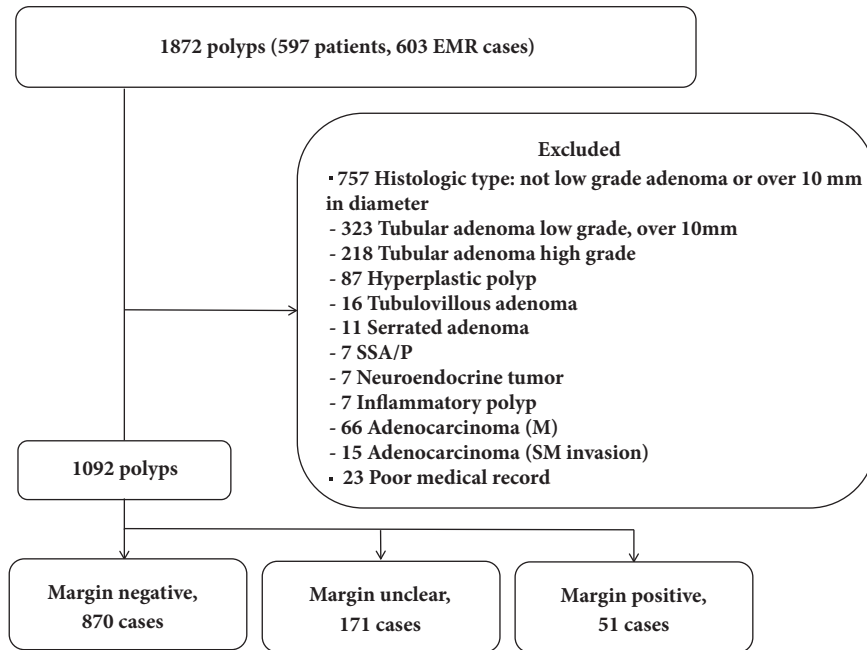 1872 polyps (597 patients, 603 EMR cases)
Excluded
▪ 757 Histologic type: not low grade adenoma or over 10 mm
in diameter
- 323 Tubular adenoma low grade, over 10mm
- 218 Tubular adenoma high grade
- 87 Hyperplastic polyp
- 16 Tubulovillous adenoma
- 11 Serrated adenoma
- 7 SSA/P
- 7 Neuroendocrine tumor
- 7 Inflammatory polyp
- 66 Adenocarcinoma (M)
- 15 Adenocarcinoma (SM invasion)
▪ 23 Poor medical record
1092 polyps
Margin negative,
870 cases
Margin unclear,
171 cases
Margin positive,
51 cases